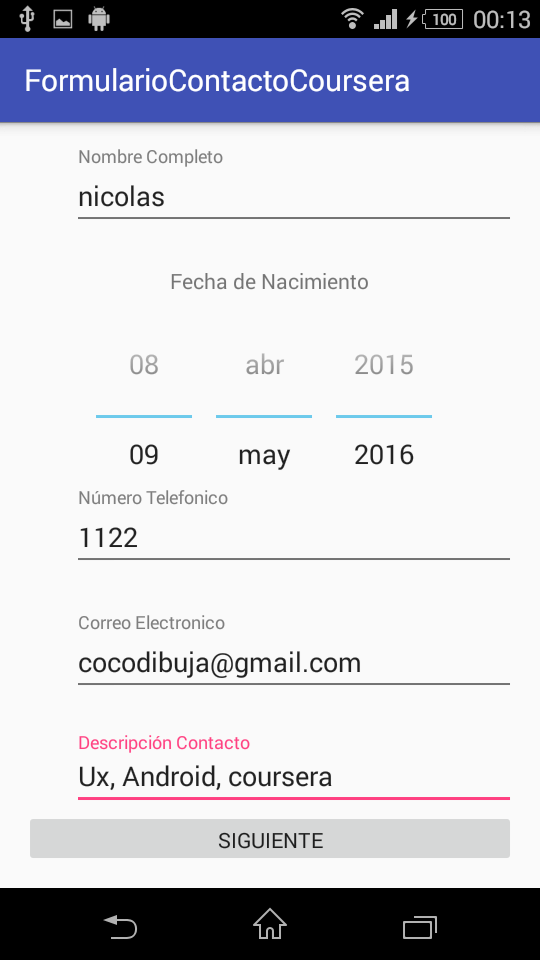 100 00:13
FormularioContactoCoursera
Nombre Completo
nicolas
Fecha de Nacimiento
08 abr 2015
09 may 2016
Número Telefonico
1122
Correo Electronico
cocodibuja@gmail.com
Descripción Contacto
Ux, Android, coursera
SIGUIENTE